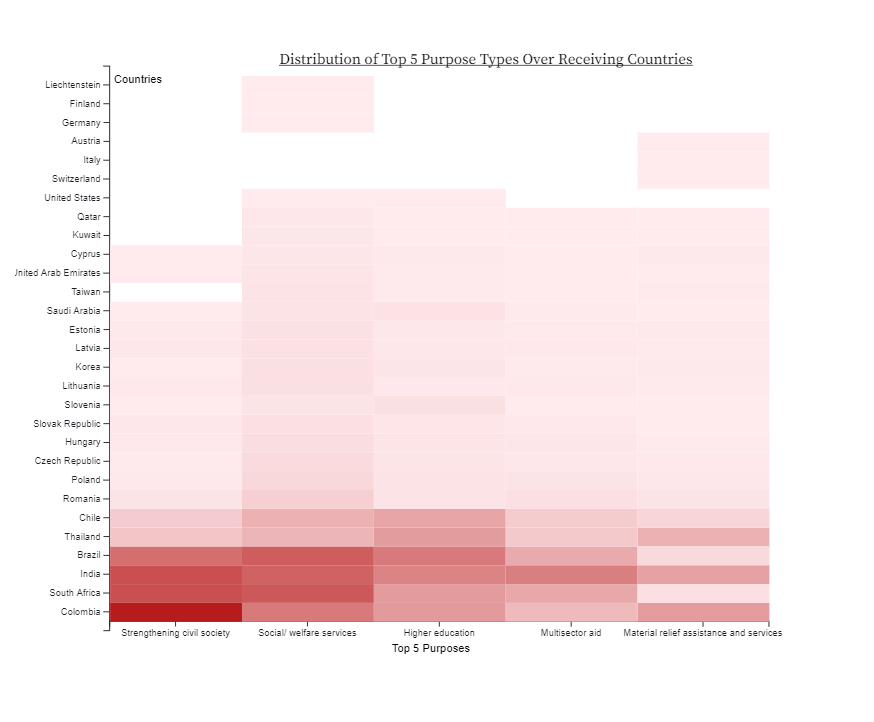 Distribution of Top 5 Purpose Types Over Receiving Countries
Countries
Liechtenstein
Finland
Germany
Austria
Italy
Switzerland
United States
Qatar
Kuwait
Cyprus
United Arab Emirates
Taiwan
Saudi Arabia
Estonia
Latvia
Korea
Lithuania
Slovenia
Slovak Republic
Hungary
Czech Republic
Poland
Romania
Chile
Thailand
Brazil
India
South Africa
Colombia
Strengthening civil society Social/ welfare services Higher education Multisector aid Material relief assistance and services
Top 5 Purposes